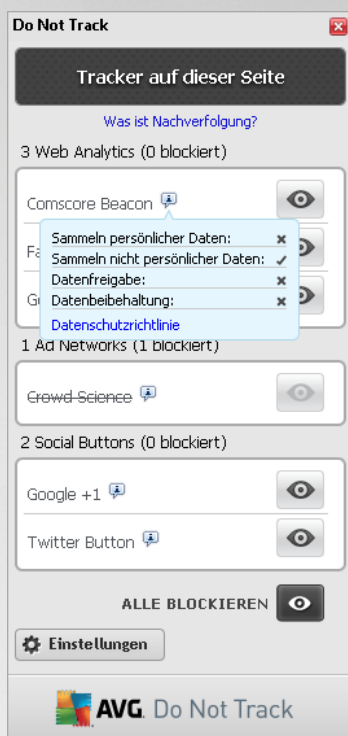 Do Not Track
Tracker auf dieser Seite
Was ist Nachverfolgung?
3 Web Analytics (0 blockiert)
Comscore Beacon
Sammeln persönlicher Daten:
Sammeln nicht persönlicher Daten:
Datenfreigabe:
Datenbeibehaltung:
Datenschutzrichtlinie
1 Ad Networks (1 blockiert)
Crowd Science
2 Social Buttons (0 blockiert)
Google +1
Twitter Button
ALLE BLOCKIEREN
Einstellungen
AVG. Do Not Track